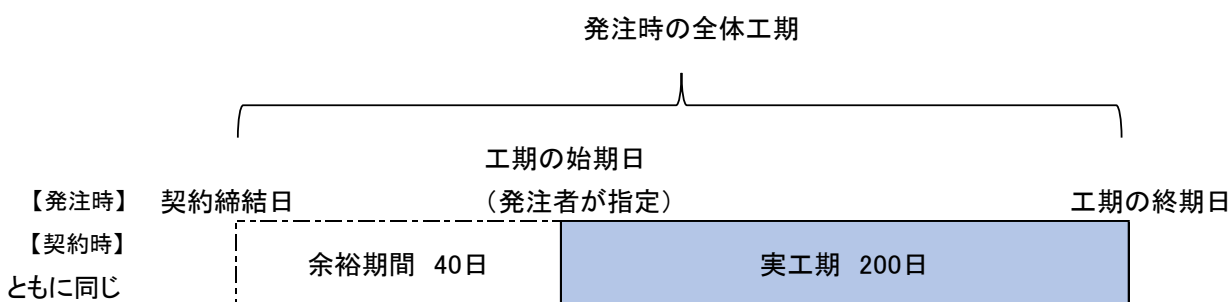 発注時の全体工期
工期の始期日
【発注時】 契約締結日 （発注者が指定） 工期の終期日
【契約時】
余裕期間 40日 実工期 200日
ともに同じ